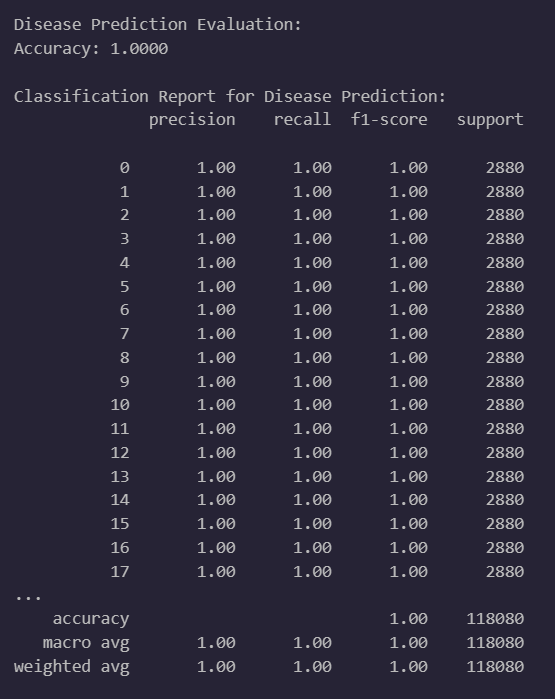 Disease Prediction Evaluation:
Accuracy: 1.0000
Classification Report for Disease Prediction:
precision recall f1-score support
0 1.00 1.00 1.00 2880
1 1.00 1.00 1.00 2880
2 1.00 1.00 1.00 2880
3 1.00 1.00 1.00 2880
4 1.00 1.00 1.00 2880
5 1.00 1.00 1.00 2880
6 1.00 1.00 1.00 2880
7 1.00 1.00 1.00 2880
8 1.00 1.00 1.00 2880
9 1.00 1.00 1.00 2880
10 1.00 1.00 1.00 2880
11 1.00 1.00 1.00 2880
12 1.00 1.00 1.00 2880
13 1.00 1.00 1.00 2880
14 1.00 1.00 1.00 2880
15 1.00 1.00 1.00 2880
16 1.00 1.00 1.00 2880
17 1.00 1.00 1.00 2880
...
accuracy 1.00 118080
macro avg 1.00 1.00 1.00 118080
weighted avg 1.00 1.00 1.00 118080